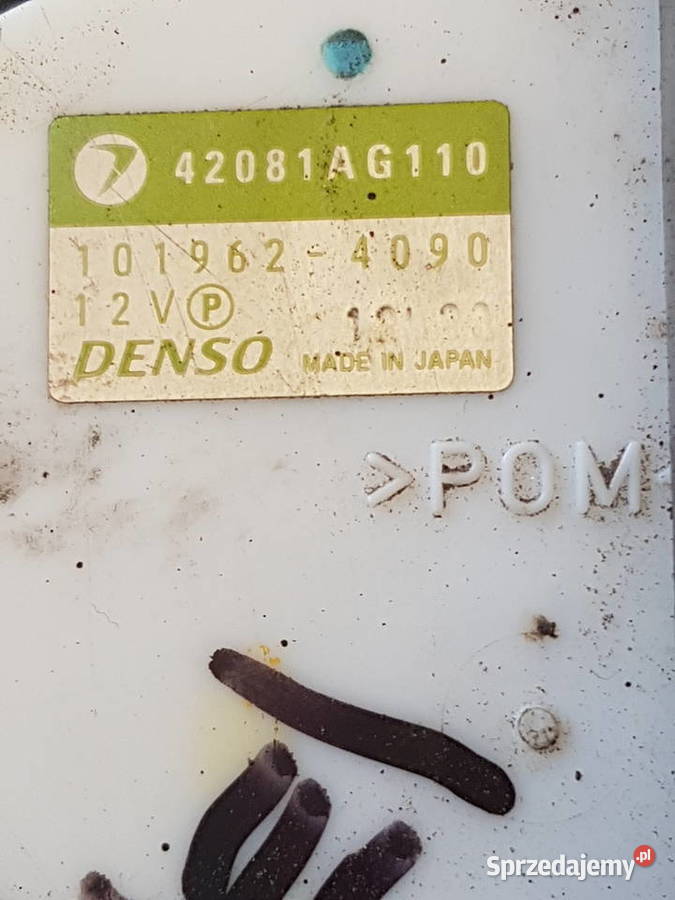 42081AG110
101962-4090
12V Ⓟ
DENSO MADE IN JAPAN
>POM<
Sprzedajemy.pl